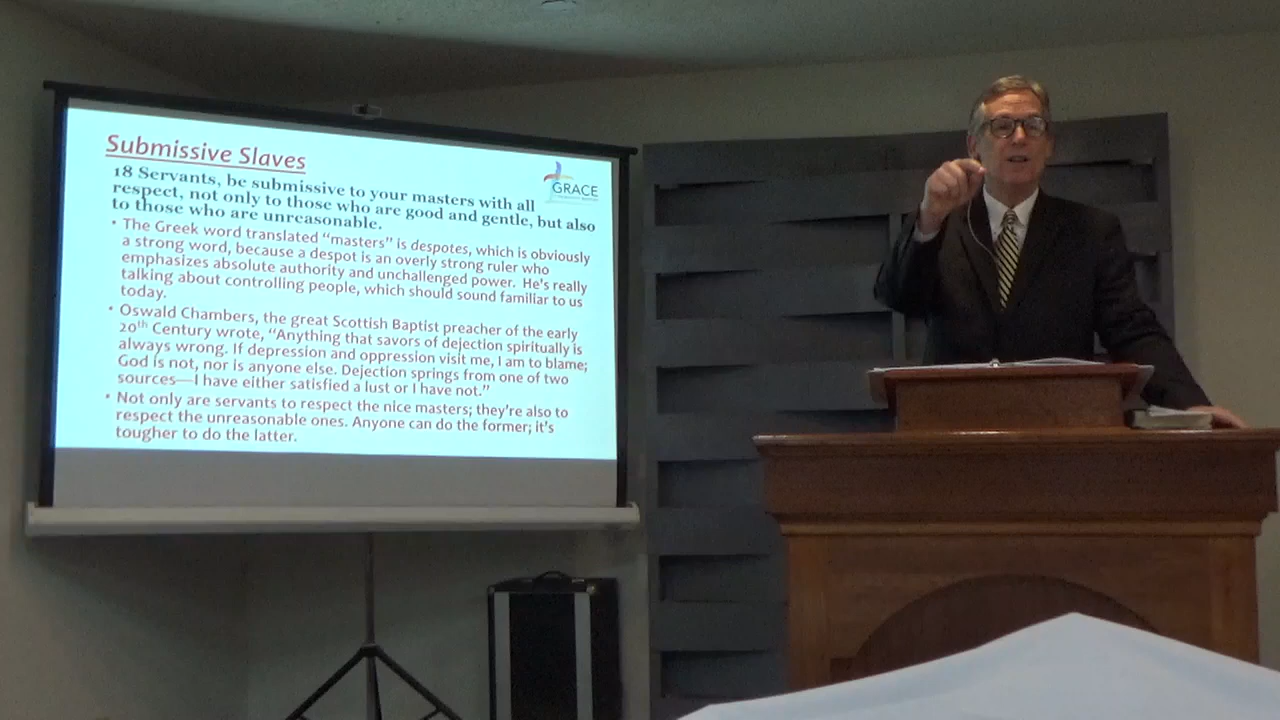 Submissive Slaves
GRACE
18 Servants, be submissive to your masters with all
respect, not only to those who are good and gentle, but also
to those who are unreasonable.
• The Greek word translated “masters” is despotes, which is obviously
a strong word, because a despot is an overly strong ruler who
emphasizes absolute authority and unchallenged power. He's really
talking about controlling people, which should sound familiar to us
today.
• Oswald Chambers, the great Scottish Baptist preacher of the early
20th Century wrote, “Anything that savors of dejection spiritually is
always wrong. If depression and oppression visit me, I am to blame;
God is not, nor is anyone else. Dejection springs from one of two
sources—I have either satisfied a lust or I have not.”
• Not only are servants to respect the nice masters; they're also to
respect the unreasonable ones. Anyone can do the former; it's
tougher to do the latter.